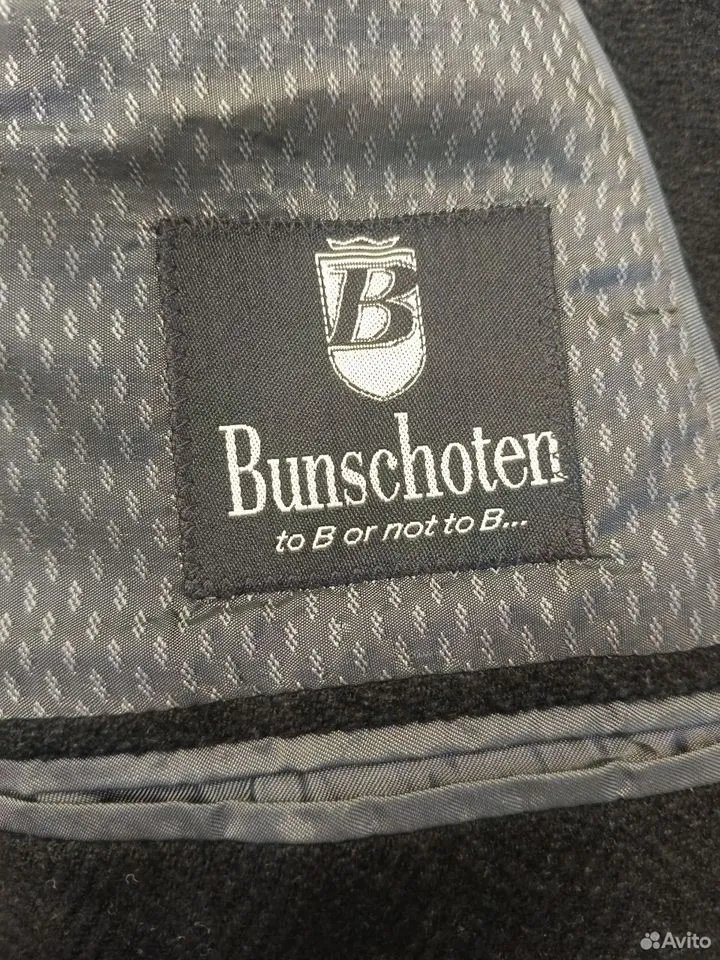 B
Bunschoten
to B or not to B...
Avito